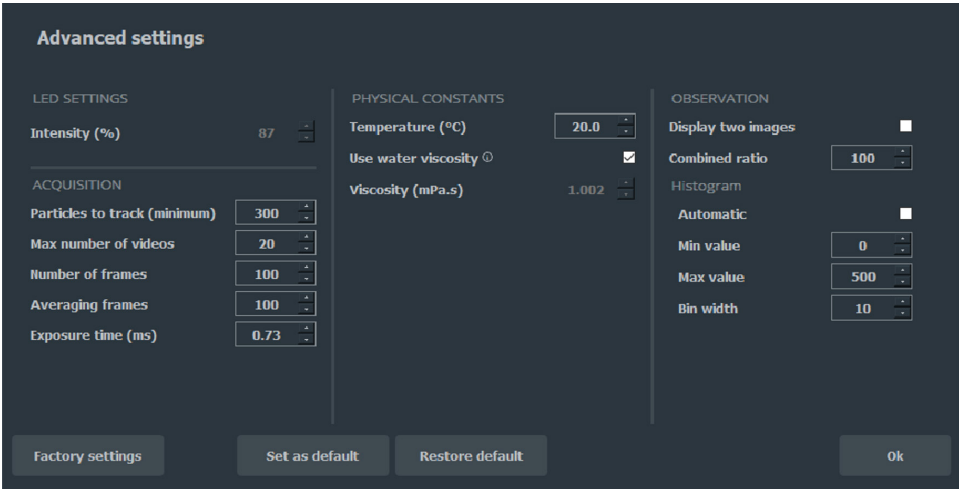 Advanced settings
LED SETTINGS
Intensity (%) 87
ACQUISITION
Particles to track (minimum) 300
Max number of videos 20
Number of frames 100
Averaging frames 100
Exposure time (ms) 0.73
PHYSICAL CONSTANTS
Temperature (°C) 20.0
Use water viscosity
Viscosity (mPa.s) 1.002
OBSERVATION
Display two images
Combined ratio 100
Histogram
Automatic
Min value 0
Max value 500
Bin width 10
Factory settings
Set as default
Restore default
Ok